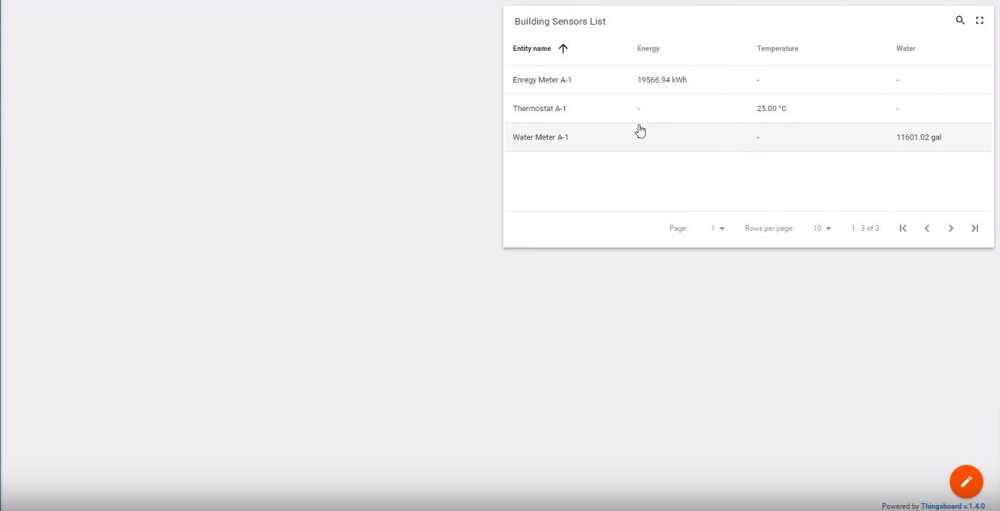 Building Sensors List
Entity name Energy Temperature Water
Enregy Meter A-1 19566.94 kWh - -
Thermostat A-1 - 25.00 °C -
Water Meter A-1 - 11601.02 gal
Page: 1 Rows per page: 10 1 - 3 of 3
Powered by Thingsboard v.1.4.0